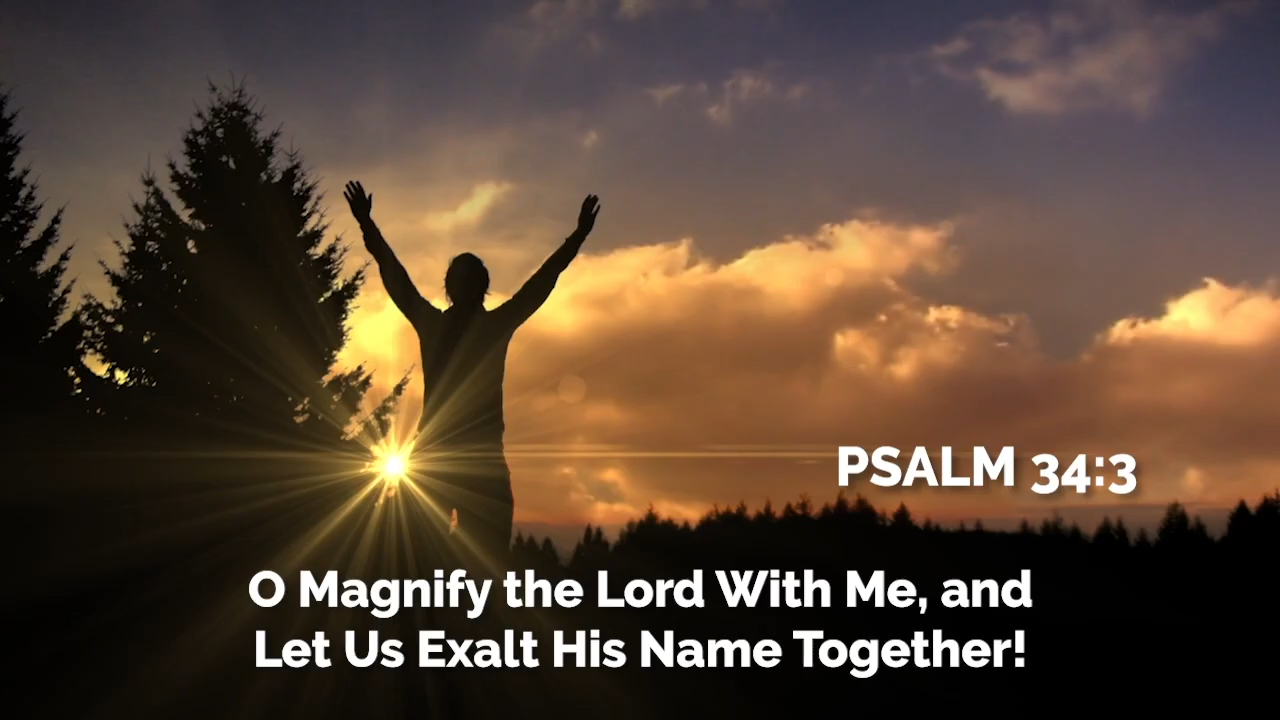 PSALM 34:3
O Magnify the Lord With Me, and
Let Us Exalt His Name Together!